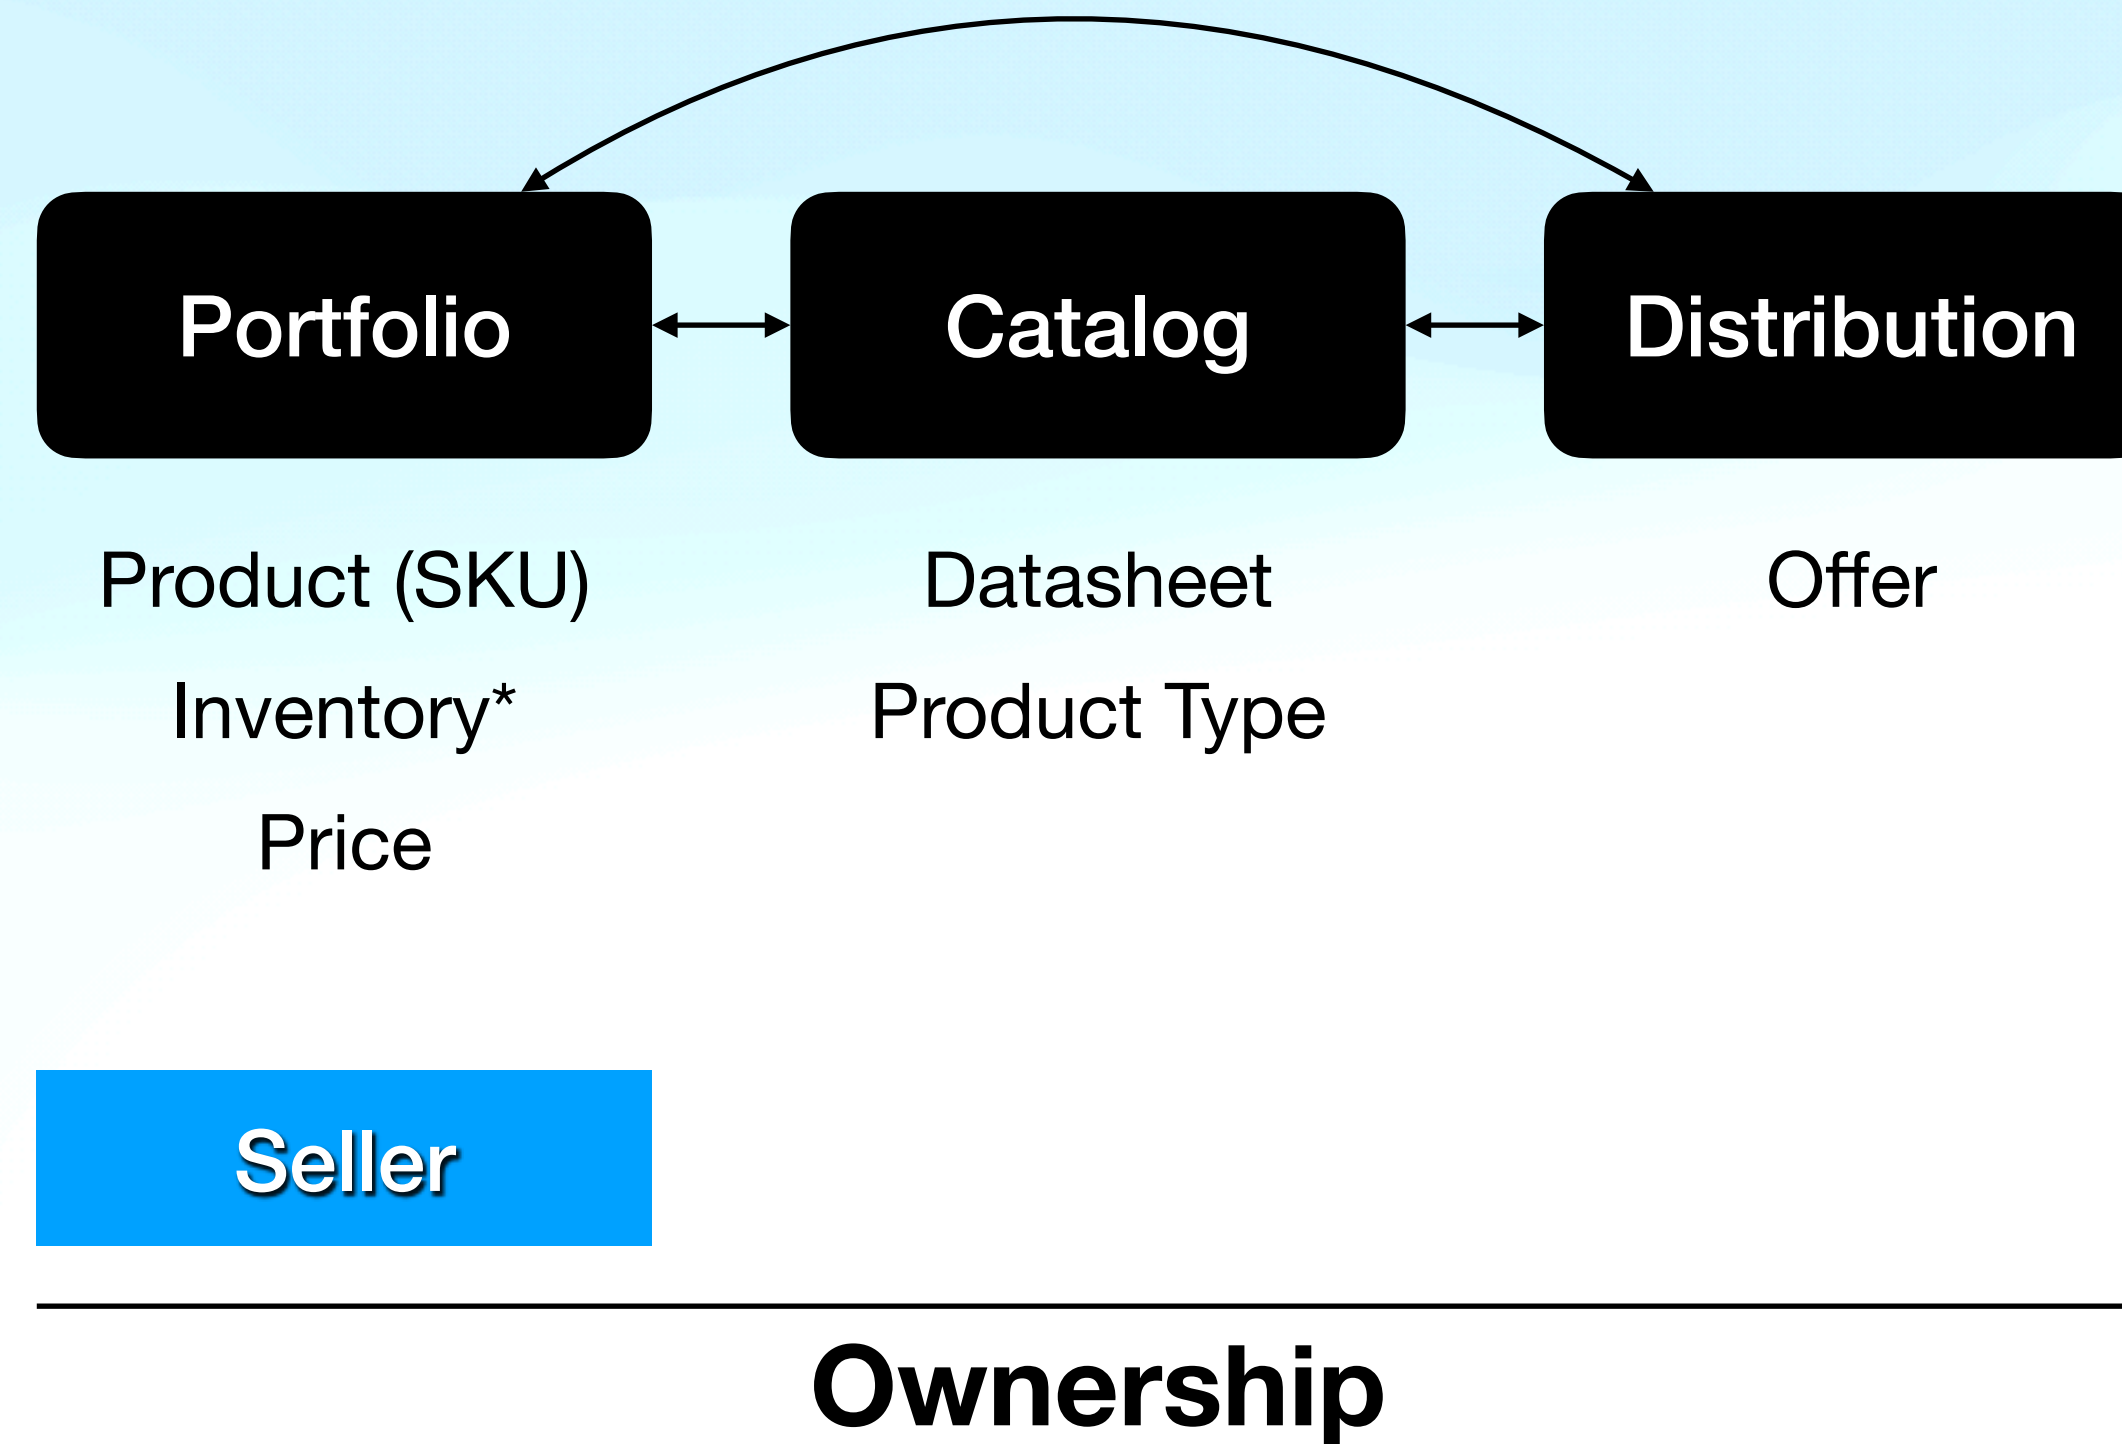 Portfolio
Catalog
Distribution
Product (SKU)
Datasheet
Offer
Inventory*
Product Type
Price
Seller
Ownership